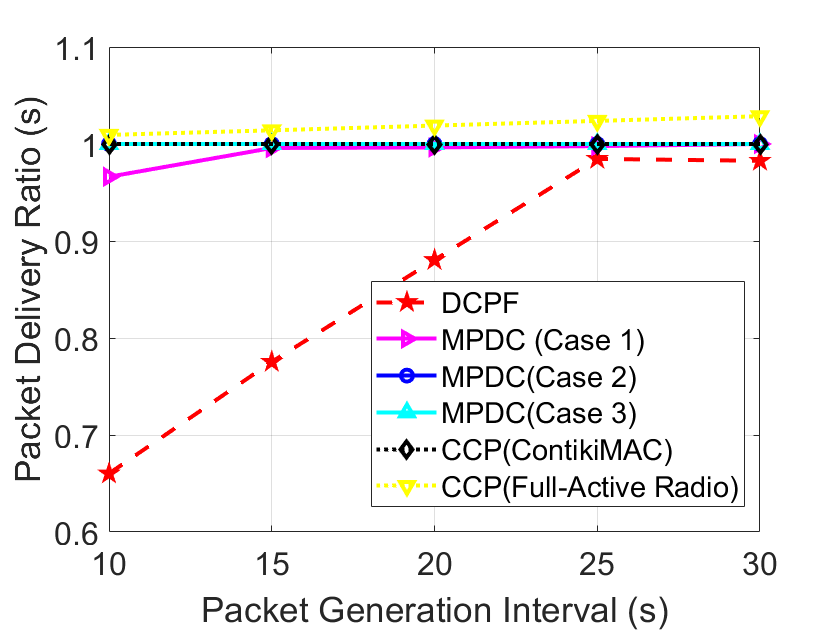 1.1
1
0.9
0.8
0.7
0.6
Packet Delivery Ratio (s)
DCPF
MPDC (Case 1)
MPDC(Case 2)
MPDC(Case 3)
CCP(ContikiMAC)
CCP(Full-Active Radio)
10 15 20 25 30
Packet Generation Interval (s)